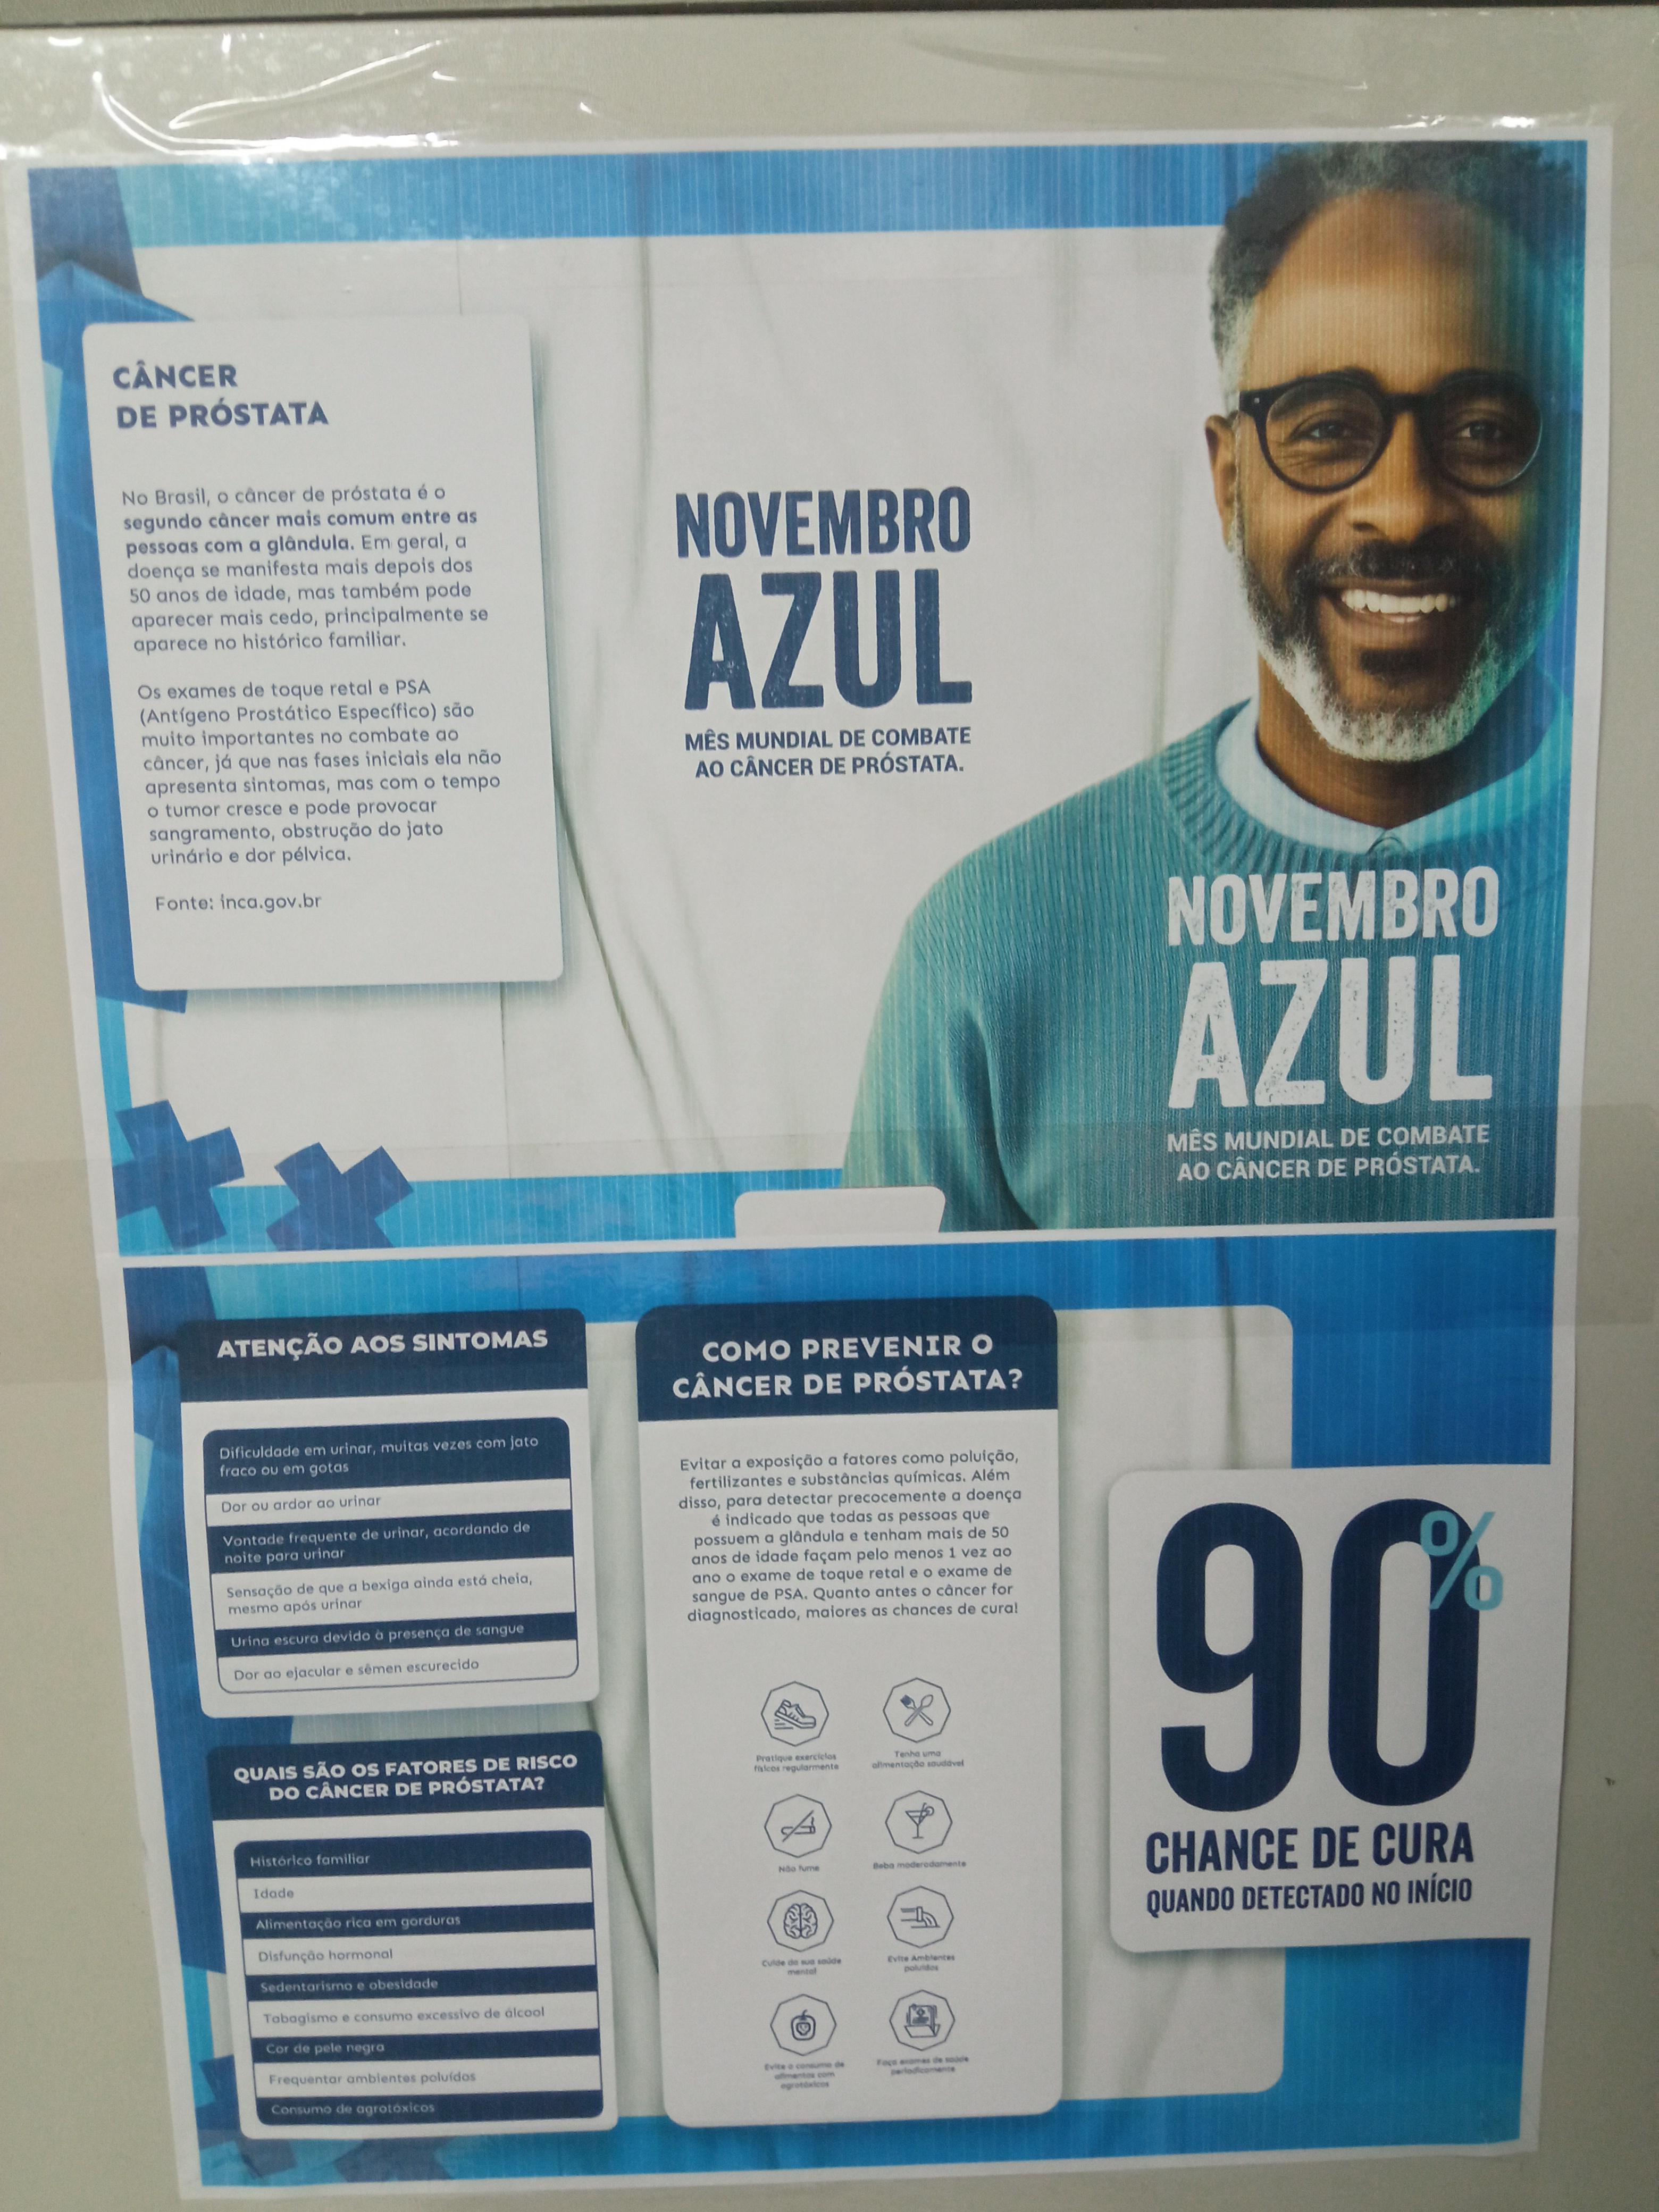 CÂNCER
DE PRÓSTATA
No Brasil, o câncer de próstata é o
segundo câncer mais comum entre as
pessoas com a glândula. Em geral, a
doença se manifesta mais depois dos
50 anos de idade, mas também pode
aparecer mais cedo, principalmente se
aparece no histórico familiar.
Os exames de toque retal e PSA
(Antígeno Prostático Específico) são
muito importantes no combate ao
câncer, já que nas fases iniciais ela não
apresenta sintomas, mas com o tempo
o tumor cresce e pode provocar
sangramento, obstrução do jato
urinário e dor pélvica.
Fonte: inca.gov.br
NOVEMBRO
AZUL
MÊS MUNDIAL DE COMBATE
AO CÂNCER DE PRÓSTATA.
NOVEMBRO
AZUL
MÊS MUNDIAL DE COMBATE
AO CÂNCER DE PRÓSTATA.
ATENÇÃO AOS SINTOMAS
Dificuldade em urinar, muitas vezes com jato
fraco ou em gotas
Dor ou ardor ao urinar
Vontade frequente de urinar, acordando de
noite para urinar
Sensação de que a bexiga ainda está cheia,
mesmo após urinar
Urina escura devido à presença de sangue
Dor ao ejacular e sêmen escurecido
QUAIS SÃO OS FATORES DE RISCO
DO CÂNCER DE PRÓSTATA?
Histórico familiar
Idade
Alimentação rica em gorduras
Disfunção hormonal
Sedentarismo e obesidade
Tabagismo e consumo excessivo de álcool
Cor de pele negra
Frequentar ambientes poluídos
Consumo de agrotóxicos
COMO PREVENIR O
CÂNCER DE PRÓSTATA?
Evitar a exposição a fatores como poluição,
fertilizantes e substâncias químicas. Além
disso, para detectar precocemente a doença
é indicado que todas as pessoas que
possuem a glândula e tenham mais de 50
anos de idade façam pelo menos 1 vez ao
ano o exame de toque retal e o exame de
sangue de PSA. Quanto antes o câncer for
diagnosticado, maiores as chances de cura!
Pratique exercícios
físicos regularmente
Tenha uma
alimentação saudável
Não fume
Beba moderadamente
Cuide da sua saúde
mental
Evite Ambientes
poluídos
Evite o consumo de
alimentos com
agrotóxicos
Faça exames de saúde
periodicamente
90%
CHANCE DE CURA
QUANDO DETECTADO NO INÍCIO